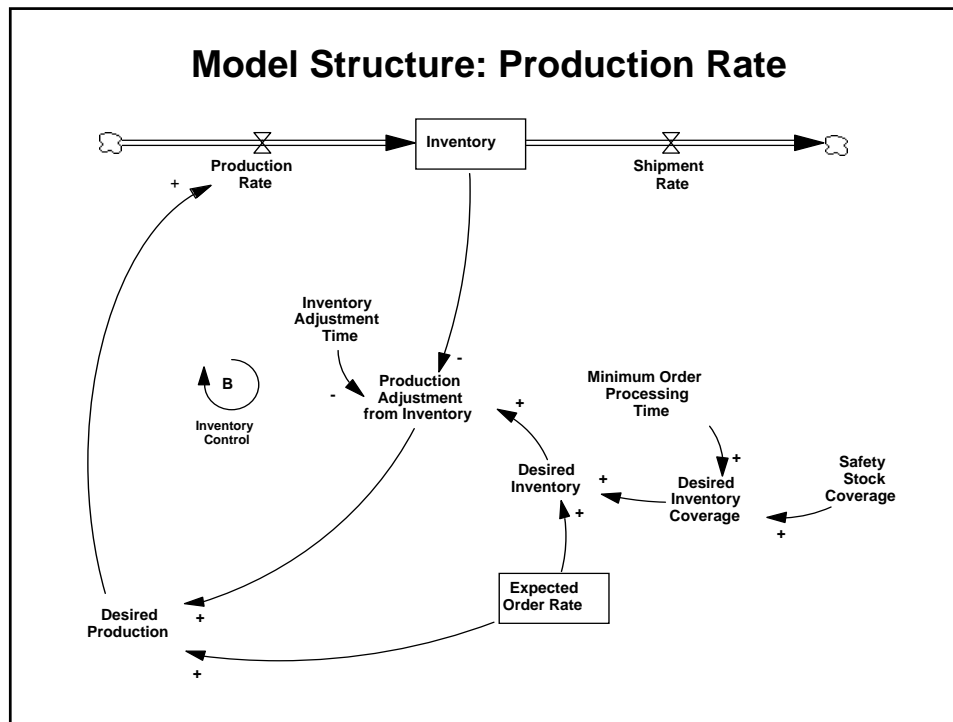 Model Structure: Production Rate
Inventory
Production
Rate
Shipment
Rate
+
Inventory
Adjustment
Time
-
-
Production
Adjustment
from Inventory
B
Inventory
Control
Minimum Order
Processing
Time
+
+
Desired
Inventory
+
+
Desired
Inventory
Coverage
Safety
Stock
Coverage
+
Expected
Order Rate
Desired
Production
+
+